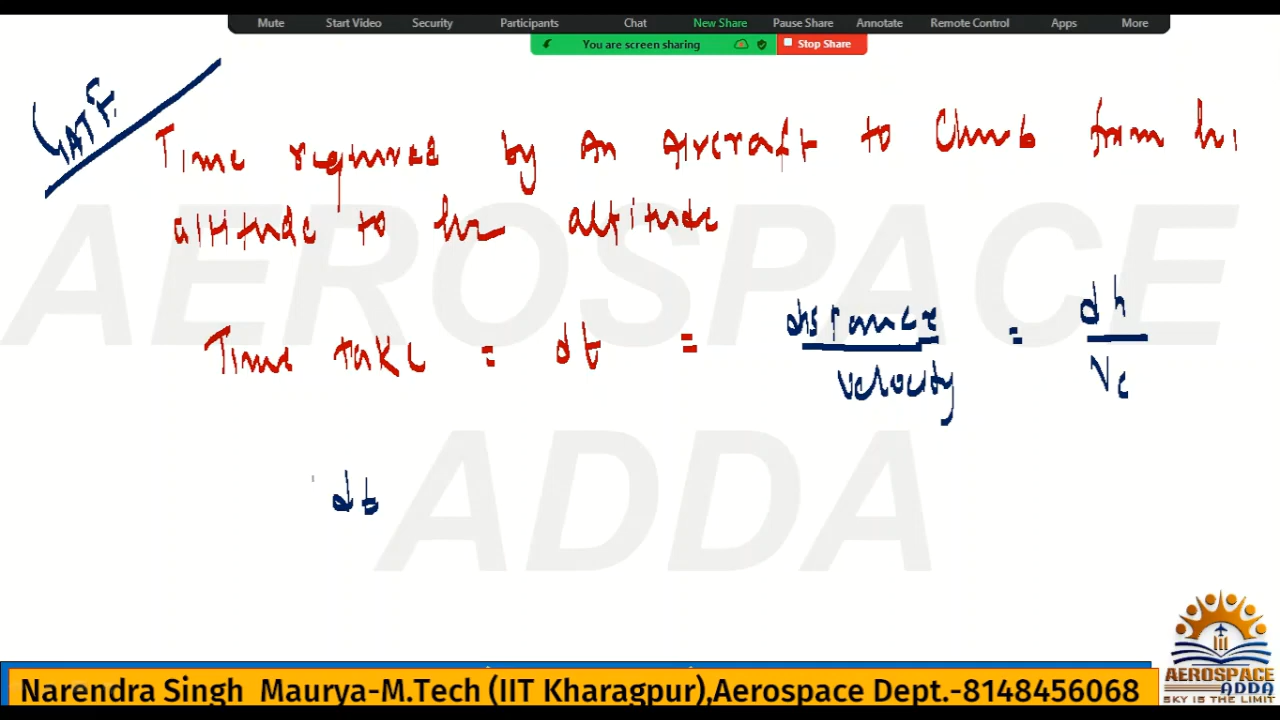 Mute Start Video Security Participants Chat New Share Pause Share Annotate Remote Control Apps More
You are screen sharing Stop Share
GATE
Time required by an aircraft to climb from h1
altitude to h2 altitude
Time take = dt = distance / velocity = dh / Vc
dt
AEROSPACE
ADDA
Narendra Singh Maurya-M.Tech (IIT Kharagpur),Aerospace Dept.-8148456068
AEROSPACE
ADDA
SKY IS THE LIMIT